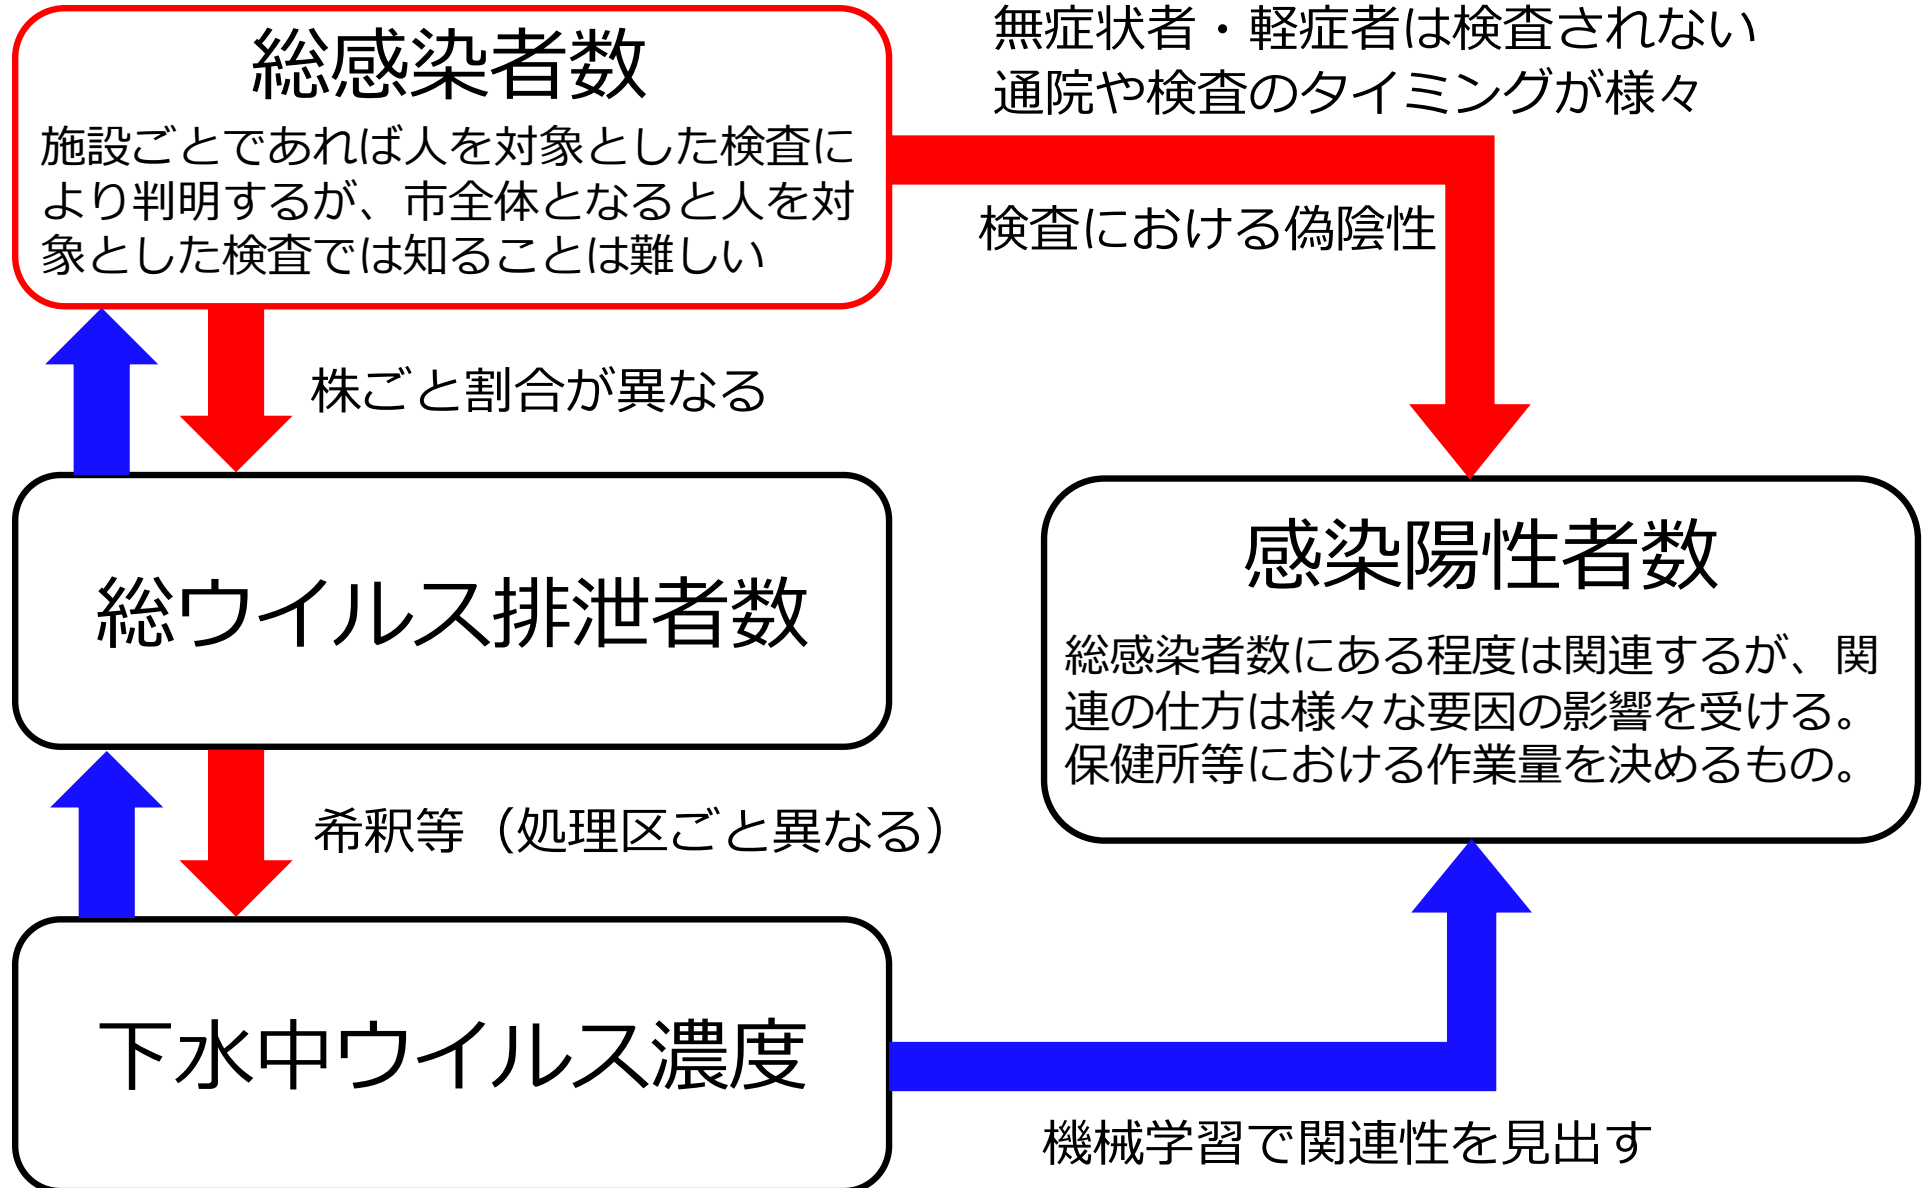 総感染者数
施設ごとであれば人を対象とした検査に
より判明するが、市全体となると人を対
象とした検査では知ることは難しい
無症状者・軽症者は検査されない
通院や検査のタイミングが様々
検査における偽陰性
株ごと割合が異なる
総ウイルス排泄者数
感染陽性者数
総感染者数にある程度は関連するが、関
連の仕方は様々な要因の影響を受ける。
保健所等における作業量を決めるもの。
希釈等（処理区ごと異なる）
下水中ウイルス濃度
機械学習で関連性を見出す